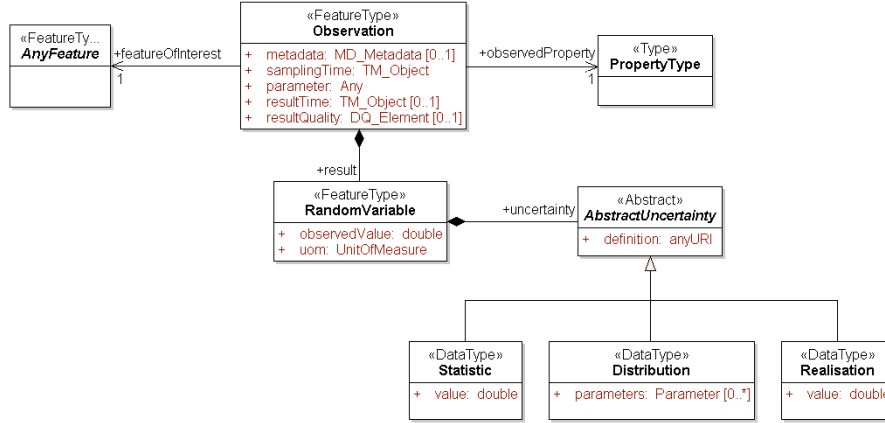 «FeatureType»
Observation
+ metadata: MD_Metadata [0..1]
+ samplingTime: TM_Object
+ parameter: Any
+ resultTime: TM_Object [0..1]
+ resultQuality: DQ_Element [0..1]
«FeatureTy...
AnyFeature
+featureOfInterest
1
+observedProperty
1
«Type»
PropertyType
+result
«FeatureType»
RandomVariable
+ observedValue: double
+ uom: UnitOfMeasure
+uncertainty
«Abstract»
AbstractUncertainty
+ definition: anyURI
«DataType»
Statistic
+ value: double
«DataType»
Distribution
+ parameters: Parameter [0..*]
«DataType»
Realisation
+ value: double